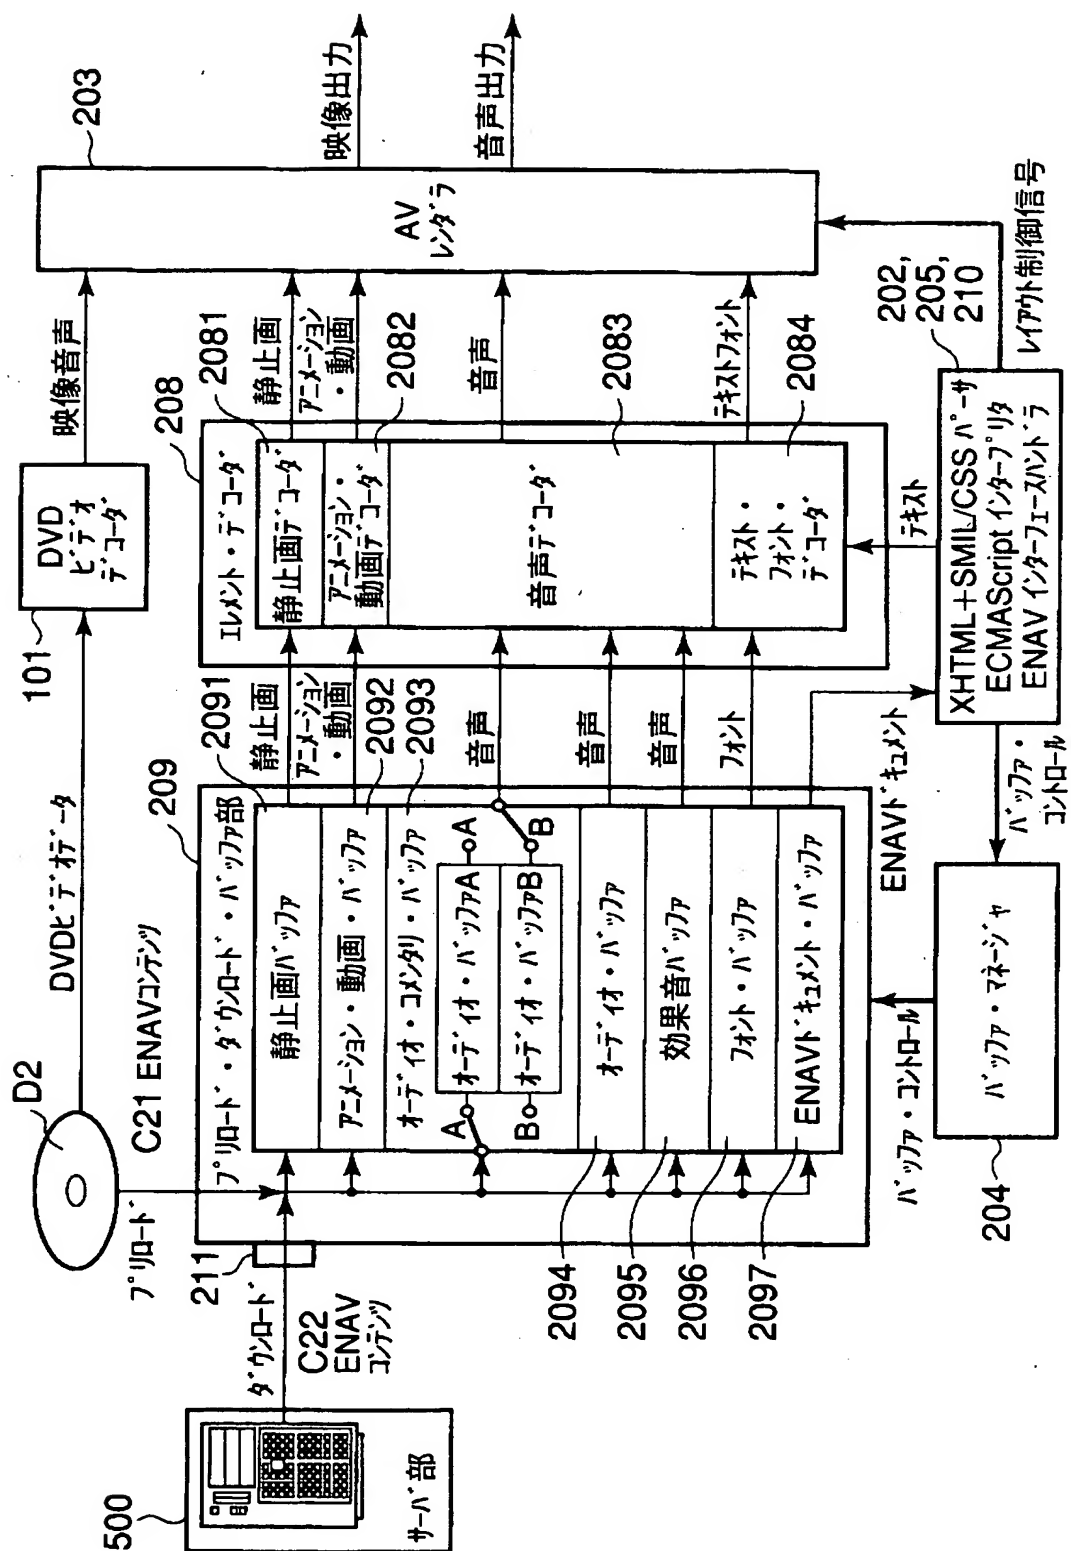 D2
DVDビデオデータ
101
DVD
ビデオ
デコーダ
映像音声
203
AV
レンダラ
映像出力
音声出力
プリロード
C21 ENAVコンテンツ
209
プリロード・ダウンロード・バッファ部
500
サーバ部
ダウンロード
C22
ENAV
コンテンツ
211
静止画バッファ
2091
アニメーション・動画・バッファ
2092
オーディオ・コメンタリ・バッファ
2093
A
B
オーディオ・バッファA
オーディオ・バッファB
A
B
オーディオ・バッファ
2094
効果音バッファ
2095
フォント・バッファ
2096
ENAVドキュメント・バッファ
2097
静止画
アニメーション
・動画
音声
音声
音声
フォント
ENAVドキュメント
208
エレメント・デコーダ
静止画デコーダ
2081
アニメーション・
動画デコーダ
2082
音声デコーダ
2083
テキスト・
フォント・
デコーダ
2084
静止画
アニメーション
・動画
音声
テキストフォント
テキスト
204
バッファ・マネージャ
バッファ・コントロール
バッファ・
コントロール
XHTML+SMIL/CSS パーサ
ECMAScript インタープリタ
ENAV インターフェースハンドラ
202,
205,
210
レイアウト制御信号